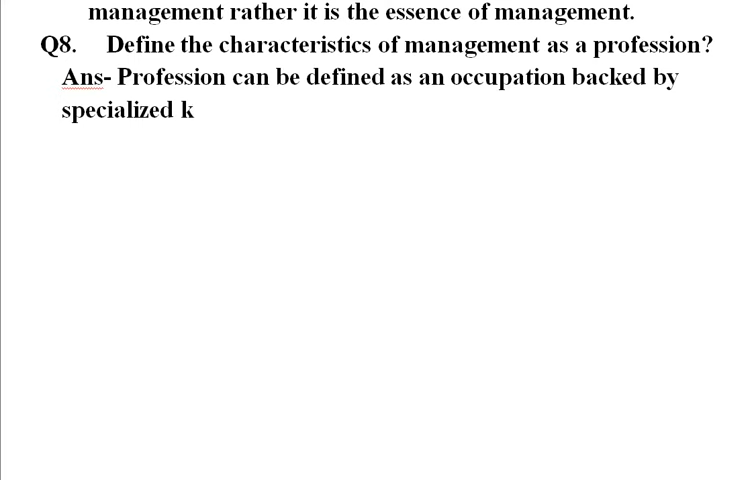 management rather it is the essence of management.
Q8. Define the characteristics of management as a profession?
Ans- Profession can be defined as an occupation backed by
specialized k